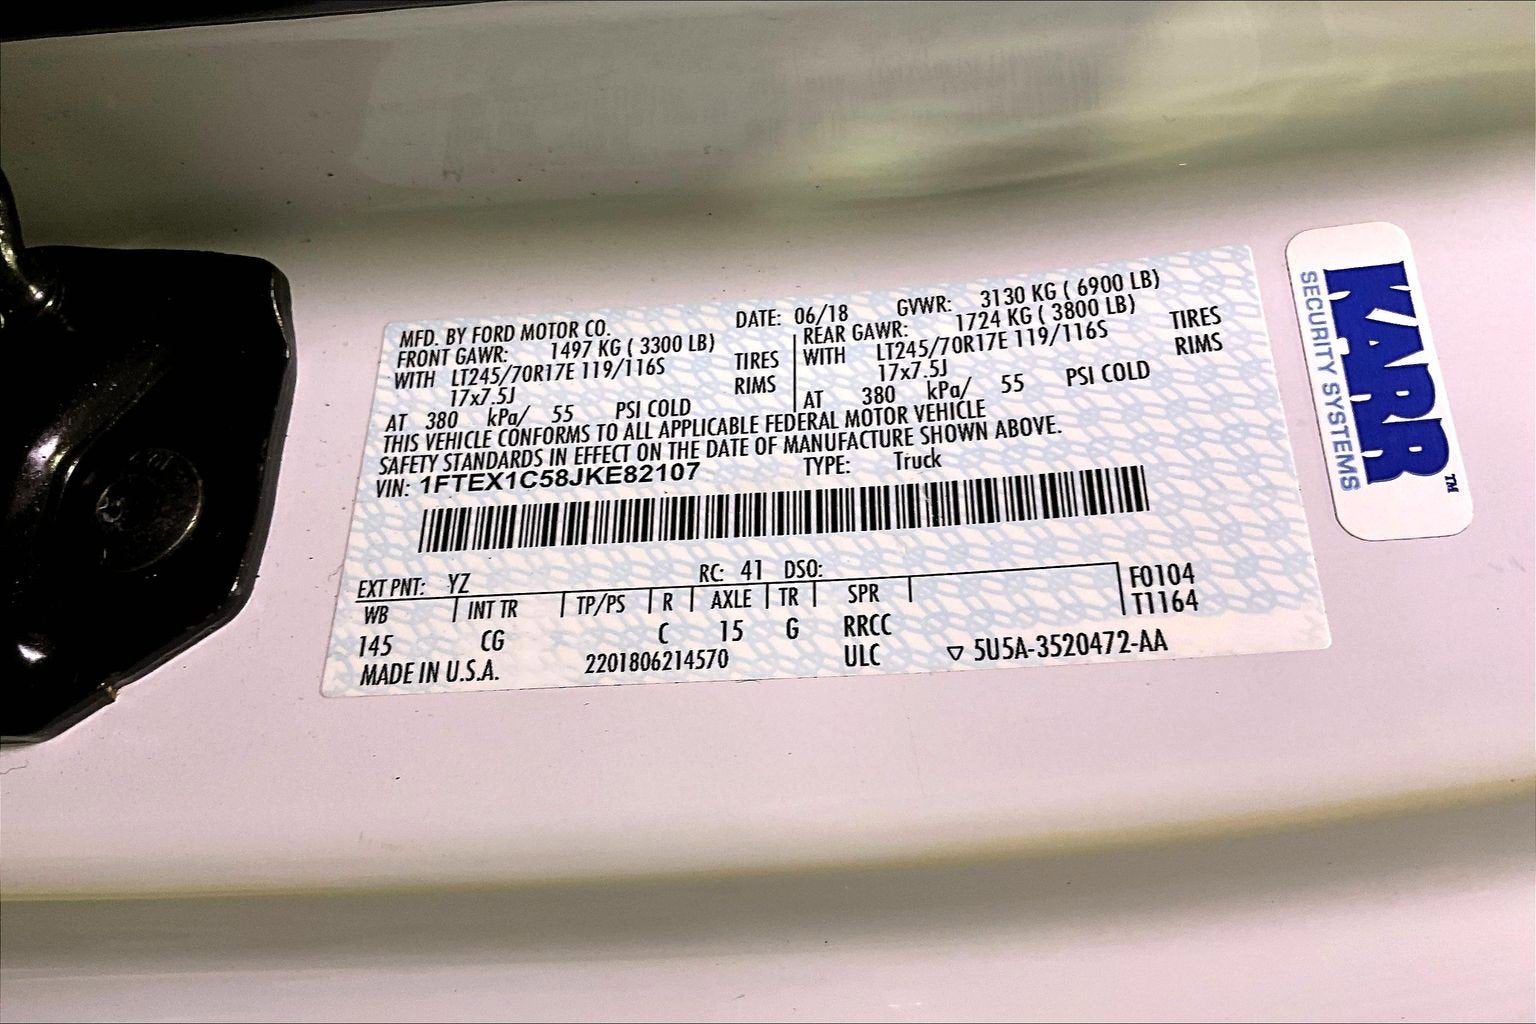 MFD. BY FORD MOTOR CO. DATE: 06/18 GVWR: 3130 KG ( 6900 LB)
FRONT GAWR: 1497 KG ( 3300 LB)
WITH LT245/70R17E 119/116S TIRES
17x7.5J RIMS
AT 380 kPa/ 55 PSI COLD
REAR GAWR: 1724 KG ( 3800 LB)
WITH LT245/70R17E 119/116S TIRES
17x7.5J RIMS
AT 380 kPa/ 55 PSI COLD
THIS VEHICLE CONFORMS TO ALL APPLICABLE FEDERAL MOTOR VEHICLE
SAFETY STANDARDS IN EFFECT ON THE DATE OF MANUFACTURE SHOWN ABOVE.
VIN: 1FTEX1C58JKE82107 TYPE: Truck
EXT PNT: YZ RC: 41 DSO:
WB INT TR TP/PS R AXLE TR SPR F0104
T1164
145 CG C 15 G RRCC
MADE IN U.S.A. 2201806214570 ULC ▽ 5U5A-3520472-AA
KARR™
SECURITY SYSTEMS